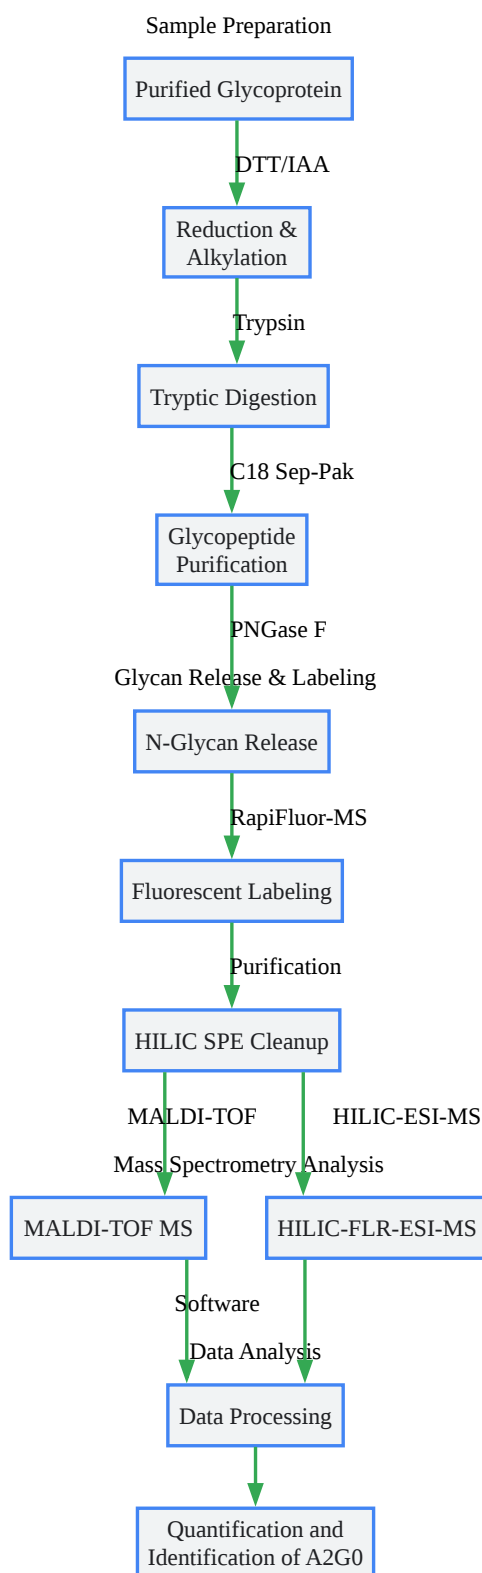 Sample Preparation
Purified Glycoprotein
DTT/IAA
Reduction &
Alkylation
Trypsin
Tryptic Digestion
C18 Sep-Pak
Glycopeptide
Purification
PNGase F
Glycan Release & Labeling
N-Glycan Release
RapiFluor-MS
Fluorescent Labeling
Purification
HILIC SPE Cleanup
MALDI-TOF
HILIC-ESI-MS
Mass Spectrometry Analysis
MALDI-TOF MS
HILIC-FLR-ESI-MS
Software
Data Analysis
Data Processing
Quantification and
Identification of A2G0